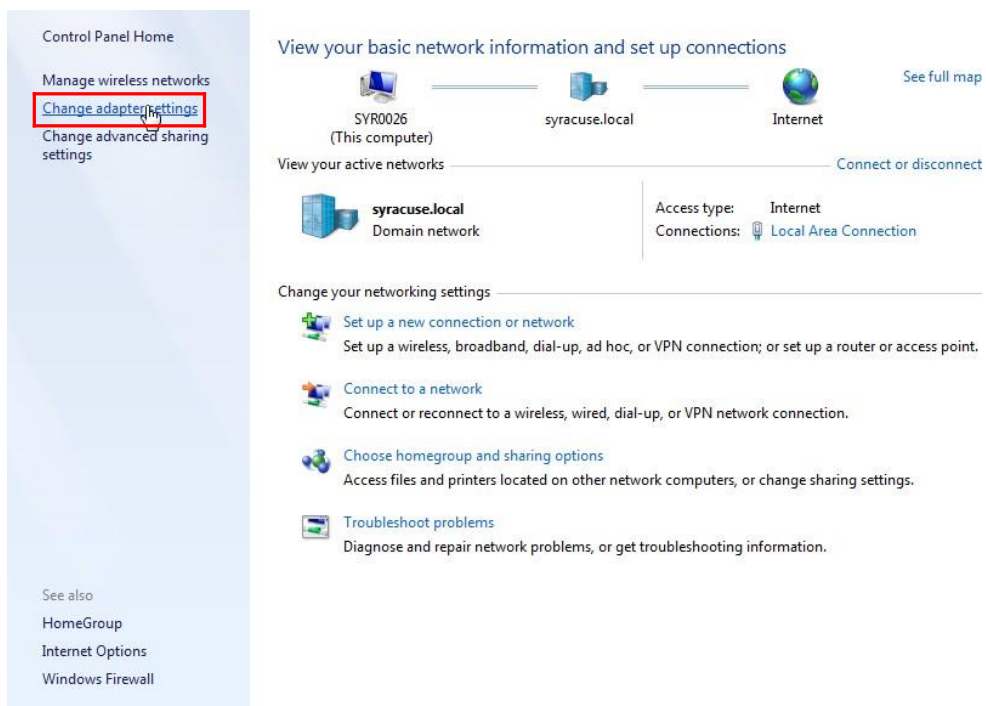 Control Panel Home
Manage wireless networks
Change adapter settings
Change advanced sharing
settings
View your basic network information and set up connections
See full map
SYR0026
(This computer)
syracuse.local
Internet
View your active networks
Connect or disconnect
syracuse.local
Domain network
Access type: Internet
Connections: Local Area Connection
Change your networking settings
Set up a new connection or network
Set up a wireless, broadband, dial-up, ad hoc, or VPN connection; or set up a router or access point.
Connect to a network
Connect or reconnect to a wireless, wired, dial-up, or VPN network connection.
Choose homegroup and sharing options
Access files and printers located on other network computers, or change sharing settings.
Troubleshoot problems
Diagnose and repair network problems, or get troubleshooting information.
See also
HomeGroup
Internet Options
Windows Firewall